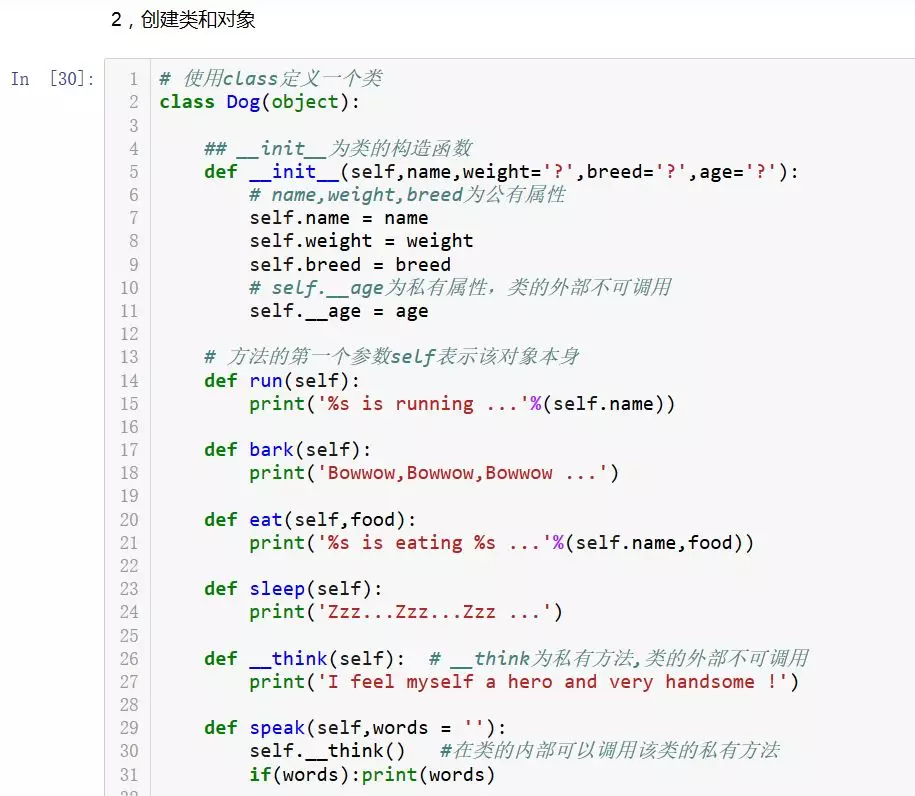 2，创建类和对象
In [30]:
1 # 使用class定义一个类
2 class Dog(object):
3
4     ## __init__为类的构造函数
5     def __init__(self,name,weight='?',breed='?',age='?'):
6         # name,weight,breed为公有属性
7         self.name = name
8         self.weight = weight
9         self.breed = breed
10         # self.__age为私有属性，类的外部不可调用
11         self.__age = age
12
13     # 方法的第一个参数self表示该对象本身
14     def run(self):
15         print('%s is running ...'%(self.name))
16
17     def bark(self):
18         print('Bowwow,Bowwow,Bowwow ...')
19
20     def eat(self,food):
21         print('%s is eating %s ...'%(self.name,food))
22
23     def sleep(self):
24         print('Zzz...Zzz...Zzz ...')
25
26     def __think(self):  # __think为私有方法,类的外部不可调用
27         print('I feel myself a hero and very handsome !')
28
29     def speak(self,words = ''):
30         self.__think()   #在类的内部可以调用该类的私有方法
31         if(words):print(words)